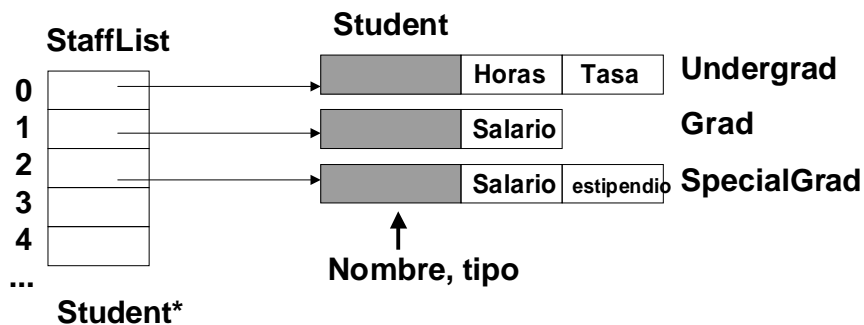 StaffList
Student
0
Horas Tasa Undergrad
1
Salario Grad
2
Salario estipendio SpecialGrad
3
4
...
Nombre, tipo
Student*